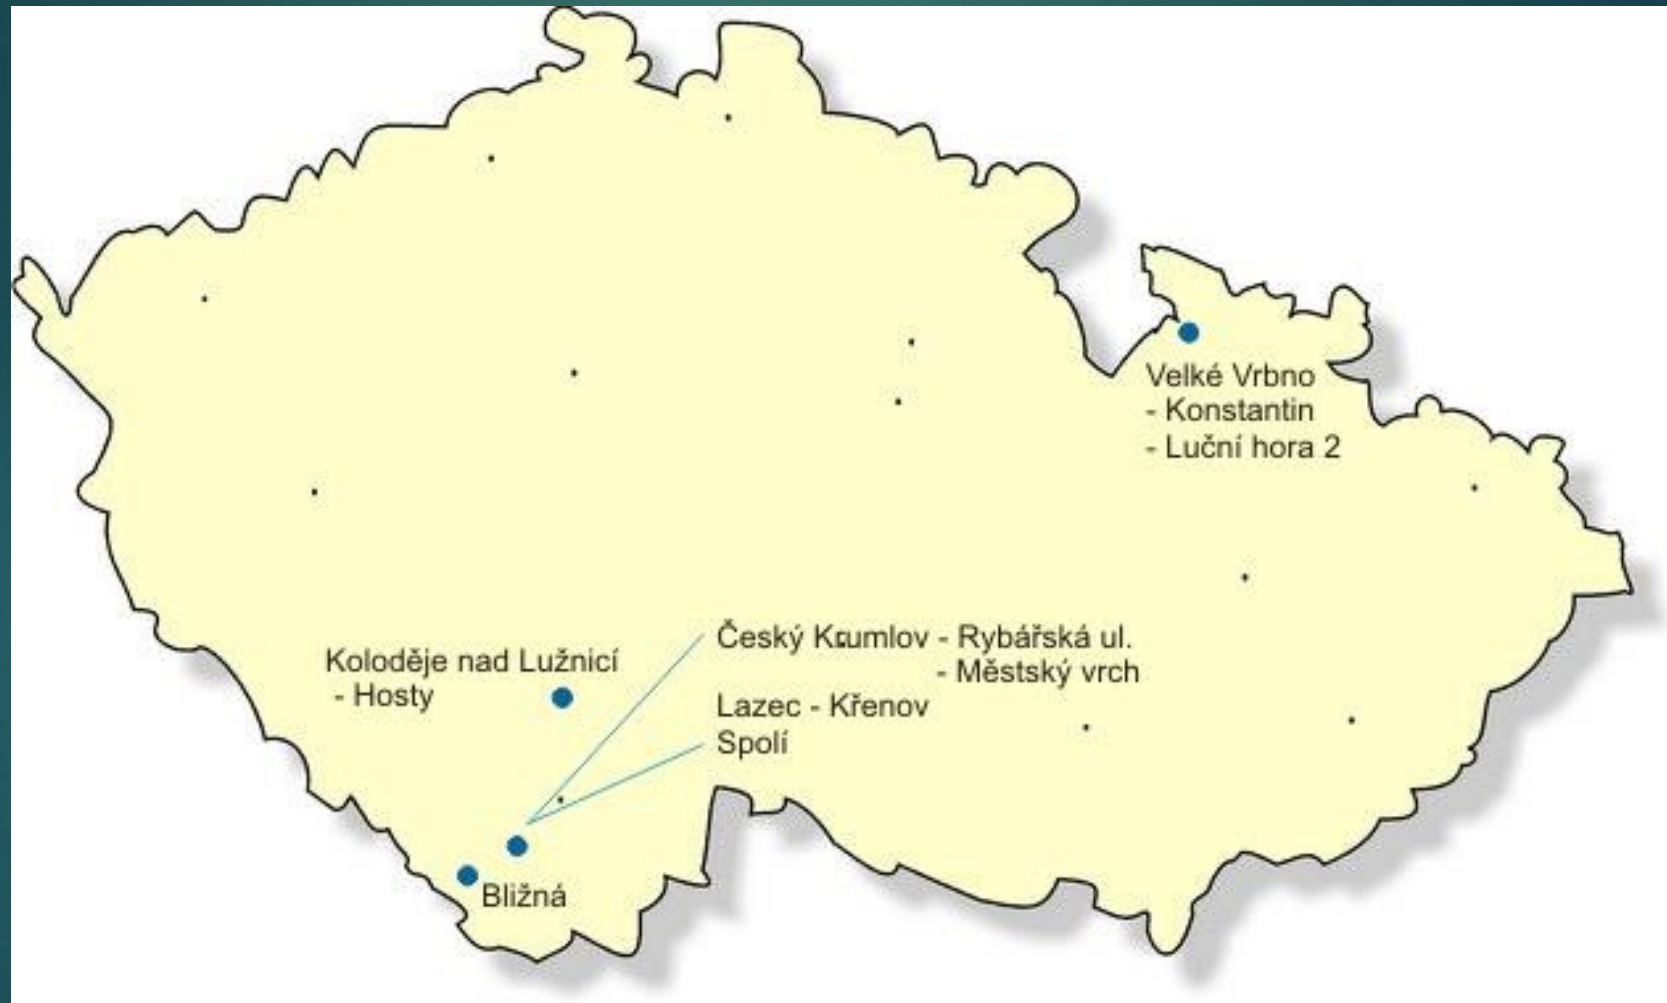 Velké Vrbno
- Konstantin
- Luční hora 2
Český Krumlov - Rybářská ul.
- Městský vrch
Koloděje nad Lužnicí
- Hosty
Lazec - Křenov
Spolí
Bližná